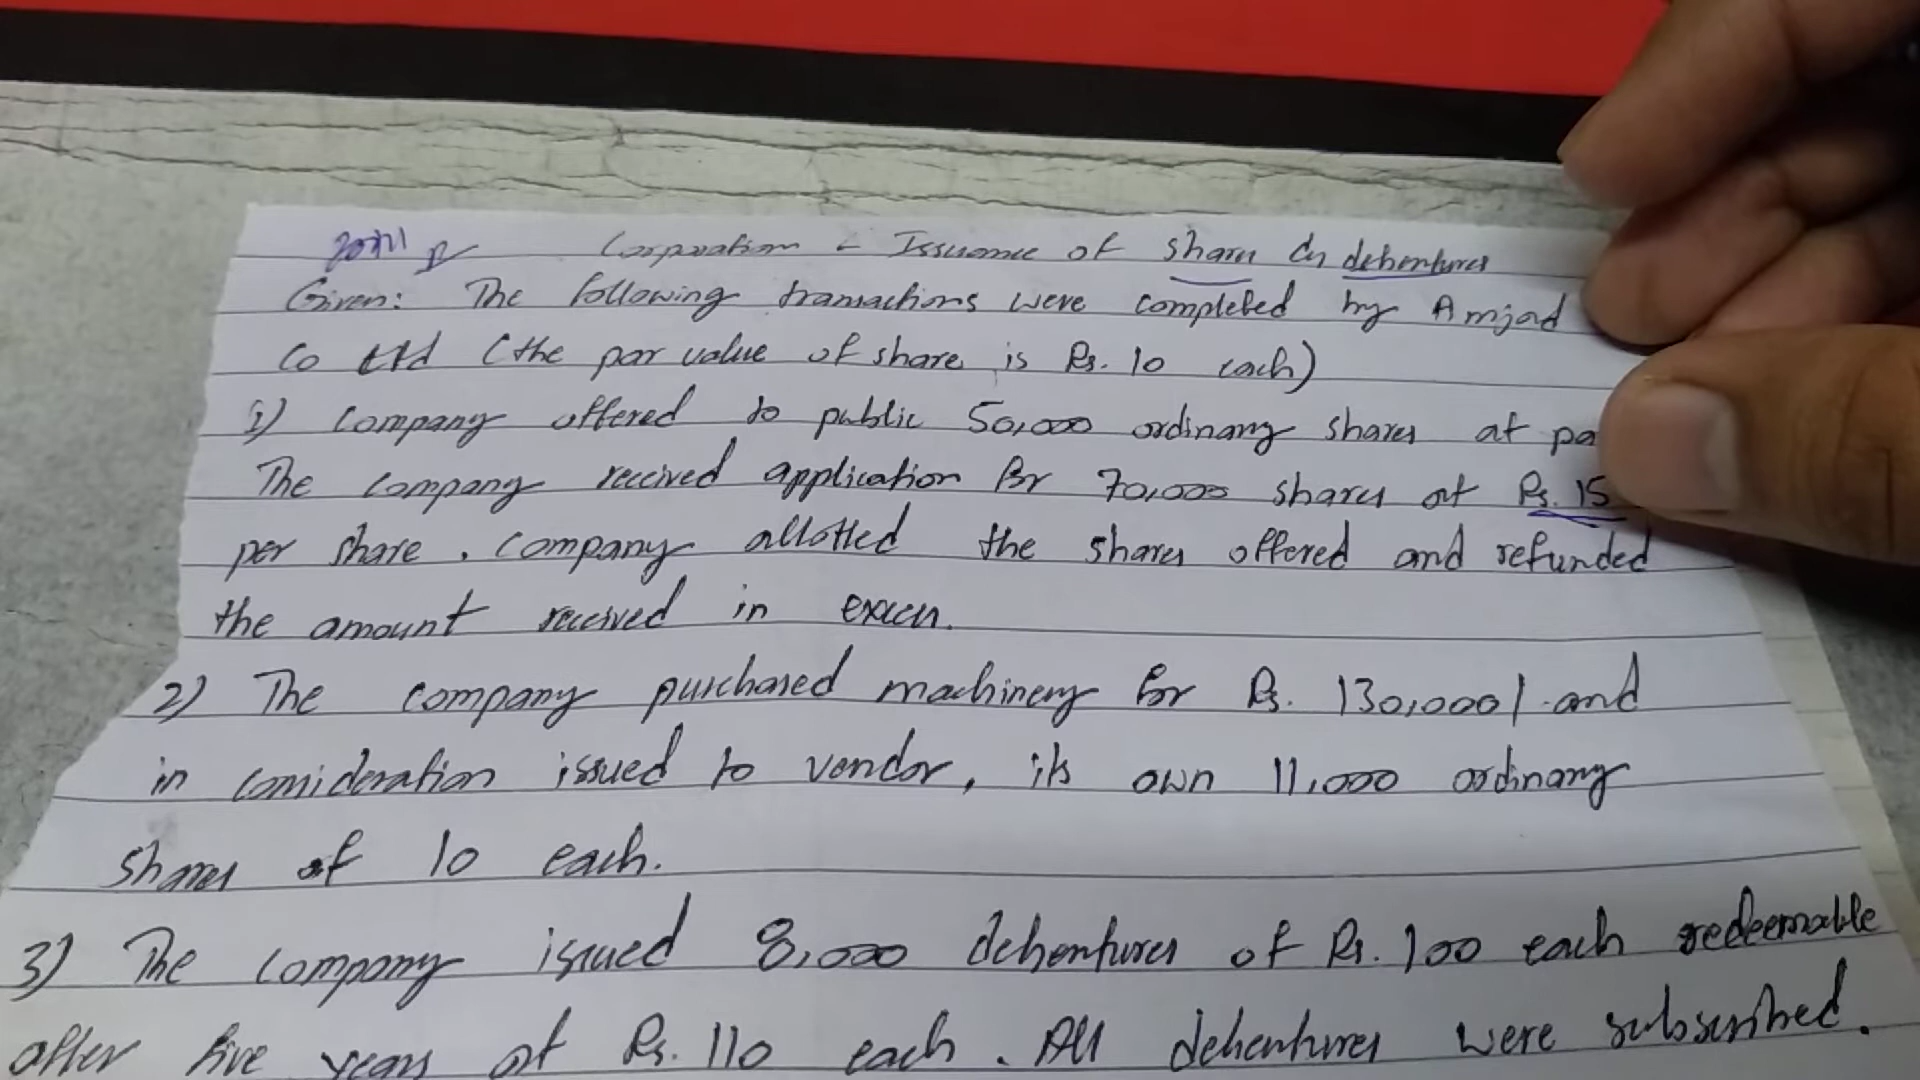 Corporation - Issuance of share & debentures
Given: The following transactions were completed by Amjad
Co Ltd (the par value of share is Rs. 10 each)
1) Company offered to public 50,000 ordinary shares at pa
The company received application for 70,000 shares at Rs. 15
per share. Company allotted the shares offered and refunded
the amount received in excess.
2) The company purchased machinery for Rs. 130,000/- and
in consideration issued to vendor, its own 11,000 ordinary
shares of 10 each.
3) The company issued 8,000 debentures of Rs. 100 each redeemable
after five years at Rs. 110 each. All debentures were subscribed.